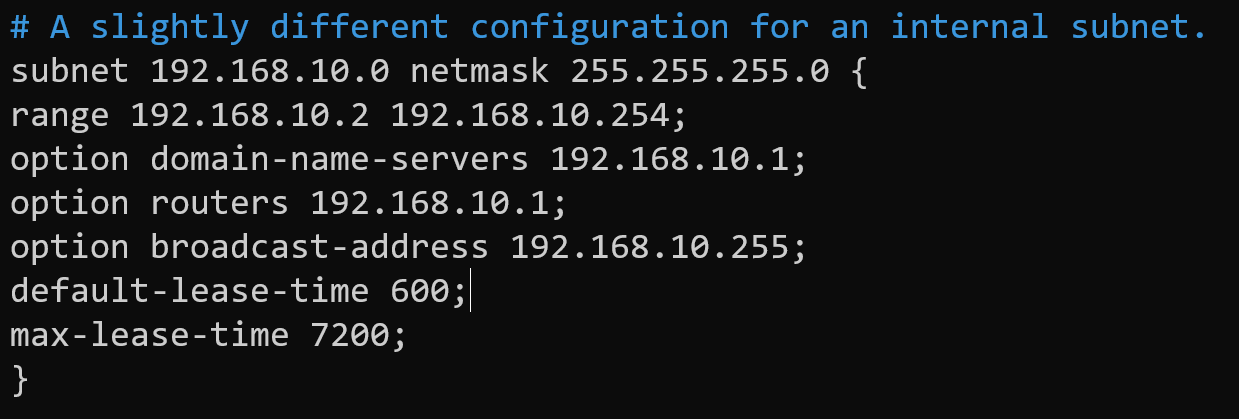 # A slightly different configuration for an internal subnet.
subnet 192.168.10.0 netmask 255.255.255.0 {
range 192.168.10.2 192.168.10.254;
option domain-name-servers 192.168.10.1;
option routers 192.168.10.1;
option broadcast-address 192.168.10.255;
default-lease-time 600;
max-lease-time 7200;
}